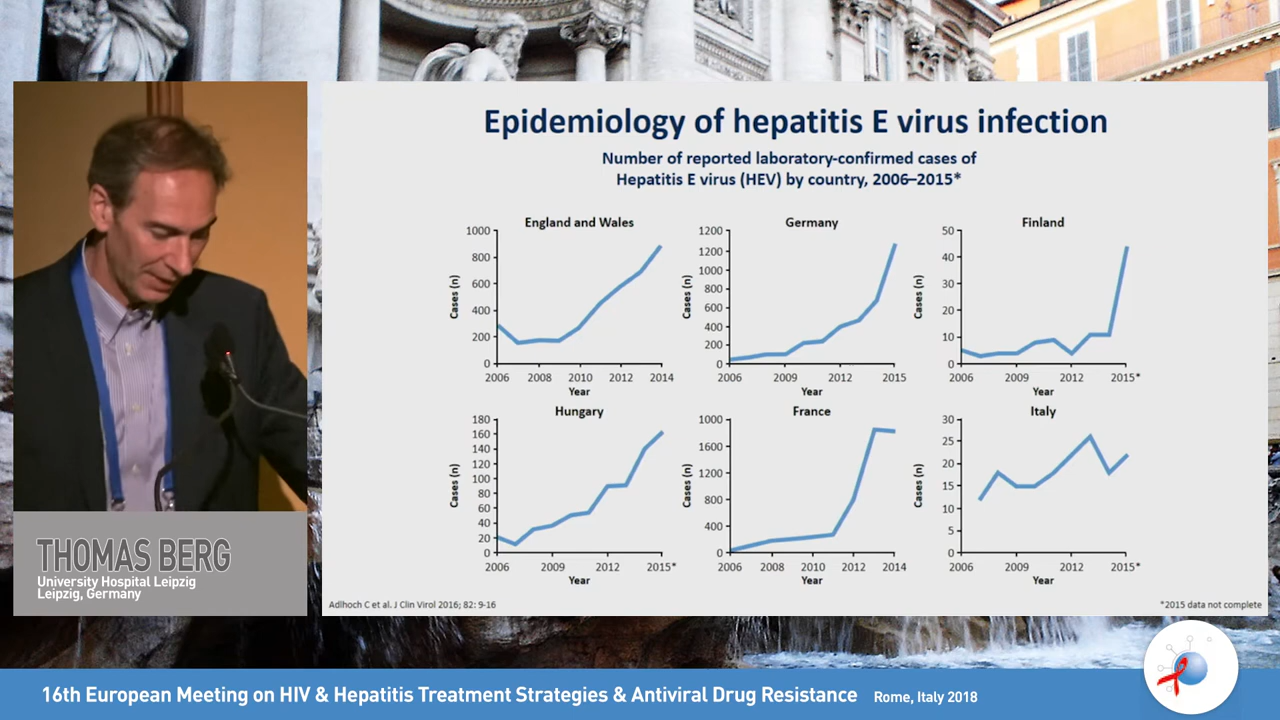 Epidemiology of hepatitis E virus infection
Number of reported laboratory-confirmed cases of
Hepatitis E virus (HEV) by country, 2006–2015*
England and Wales
Cases (n)
1000
800
600
400
200
0
2006 2008 2010 2012 2014
Year
Germany
Cases (n)
1200
1200
1000
800
600
400
200
0
2006 2009 2012 2015
Year
Finland
Cases (n)
50
40
30
20
10
0
2006 2009 2012 2015*
Year
Hungary
Cases (n)
180
160
140
120
100
80
60
40
20
0
2006 2009 2012 2015*
Year
France
Cases (n)
1000
1600
1200
800
400
0
2006 2008 2010 2012 2014
Year
Italy
Cases (n)
30
25
20
15
10
5
0
2006 2009 2012 2015*
Year
Adlhoch C et al. J Clin Virol 2016; 82: 9-16
*2015 data not complete
THOMAS BERG
University Hospital Leipzig
Leipzig, Germany
16th European Meeting on HIV & Hepatitis Treatment Strategies & Antiviral Drug Resistance Rome, Italy 2018